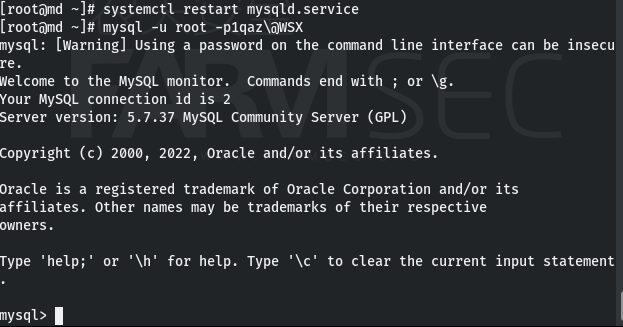 [root@md ~]# systemctl restart mysqld.service
[root@md ~]# mysql -u root -p1qaz\@WSX
mysql: [Warning] Using a password on the command line interface can be insecu
re.
Welcome to the MySQL monitor.  Commands end with ; or \g.
Your MySQL connection id is 2
Server version: 5.7.37 MySQL Community Server (GPL)

Copyright (c) 2000, 2022, Oracle and/or its affiliates.

Oracle is a registered trademark of Oracle Corporation and/or its
affiliates. Other names may be trademarks of their respective
owners.

Type 'help;' or '\h' for help. Type '\c' to clear the current input statement
.

mysql>